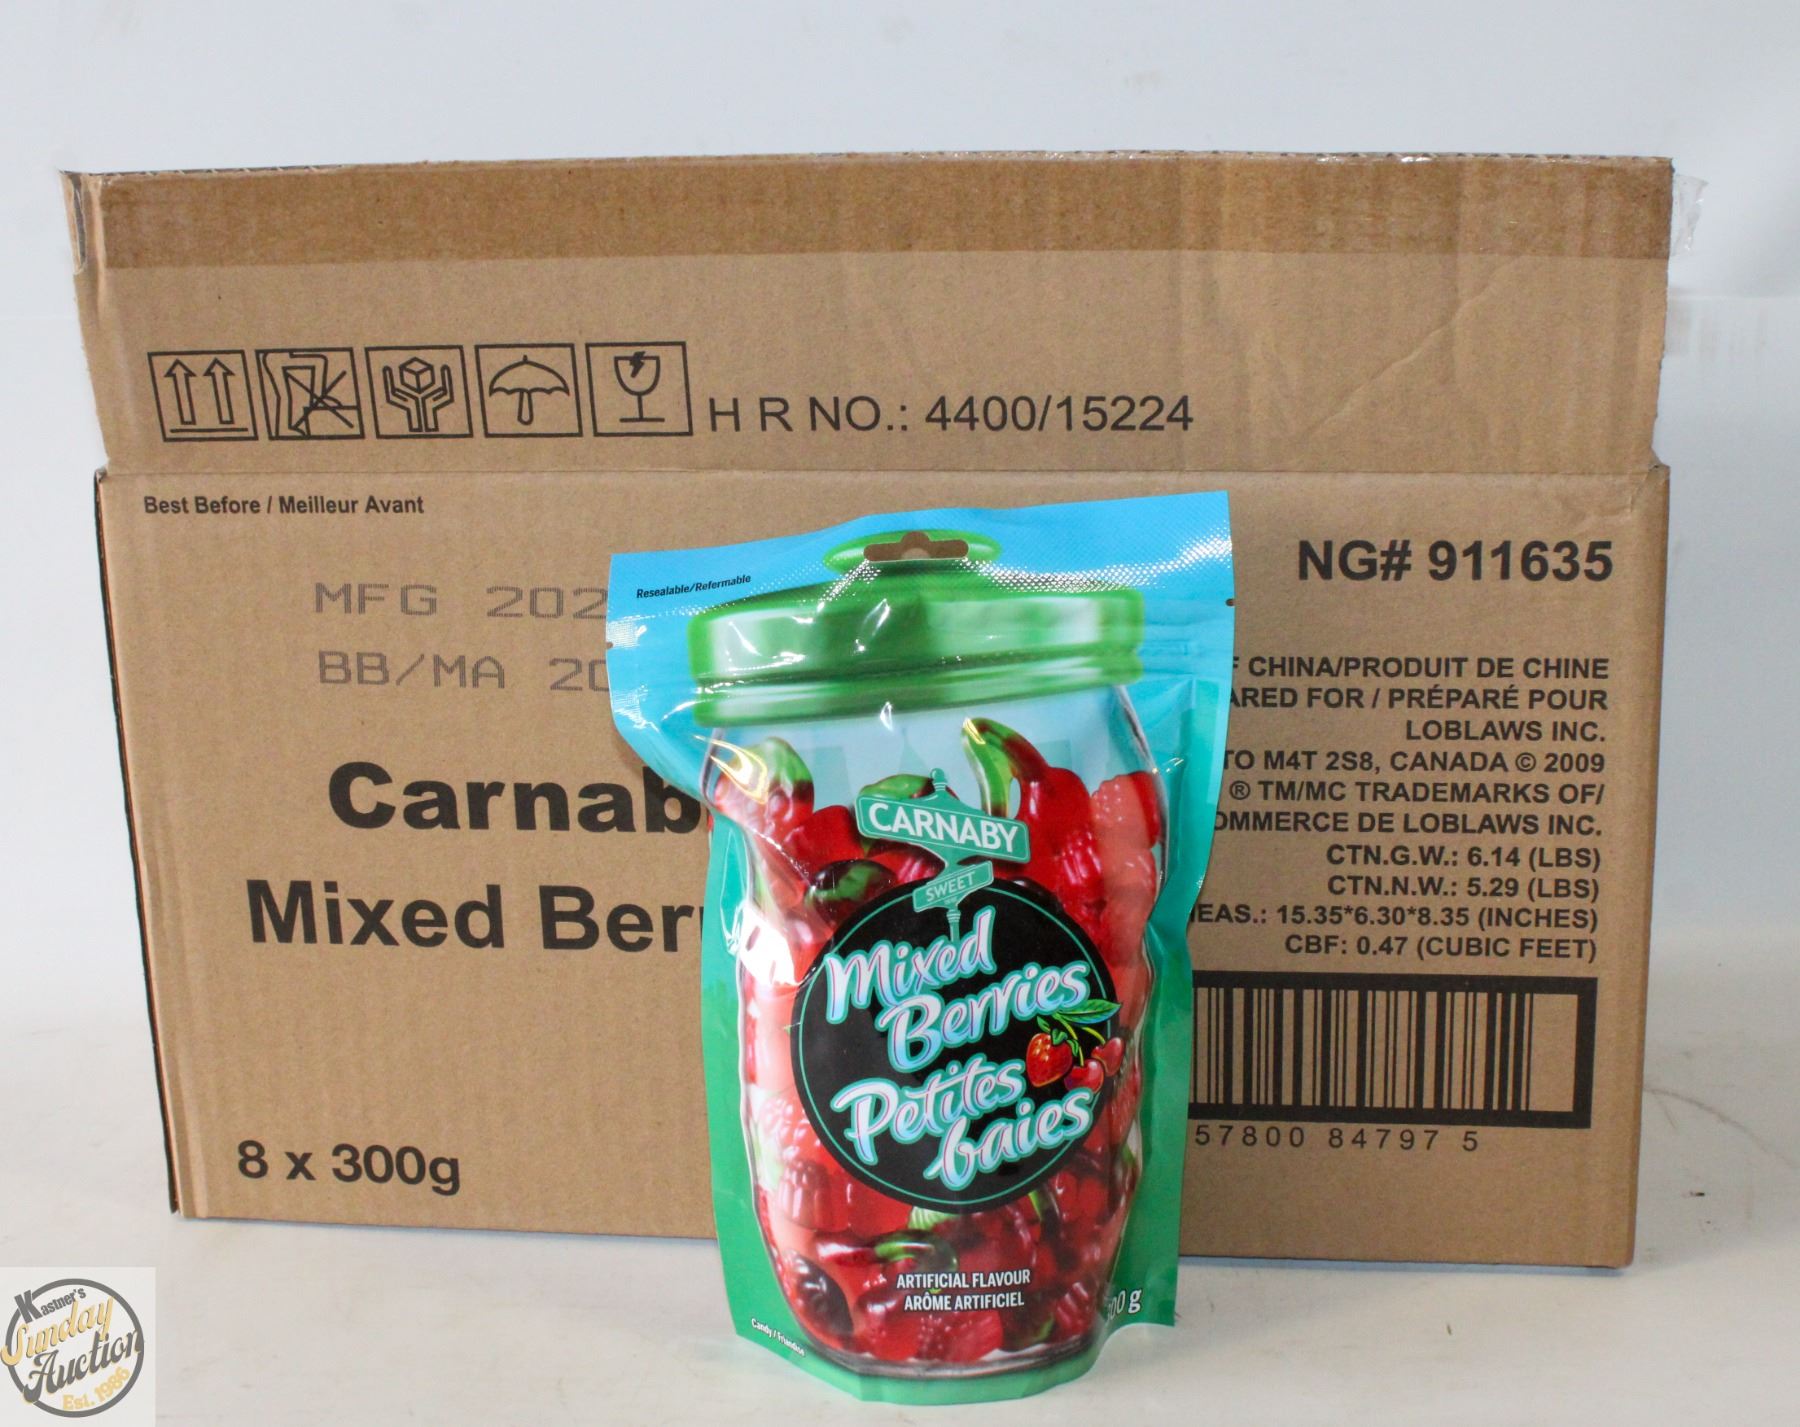 H R NO.: 4400/15224
Best Before / Meilleur Avant
MFG 202
BB/MA 20
Carnab
Mixed Ber
8 x 300g
NG# 911635
F CHINA/PRODUIT DE CHINE
ARED FOR / PRÉPARÉ POUR
LOBLAWS INC.
TO M4T 2S8, CANADA © 2009
® TM/MC TRADEMARKS OF/
OMMERCE DE LOBLAWS INC.
CTN.G.W.: 6.14 (LBS)
CTN.N.W.: 5.29 (LBS)
EAS.: 15.35*6.30*8.35 (INCHES)
CBF: 0.47 (CUBIC FEET)
57800 84797 5
Resealable/Refermable
CARNABY
SWEET
Mixed
Berries
Petites
baies
ARTIFICIAL FLAVOUR
ARÔME ARTIFICIEL
00 g
Candy / Friandise
Kastner's
Sunday
Auction
Est. 1986